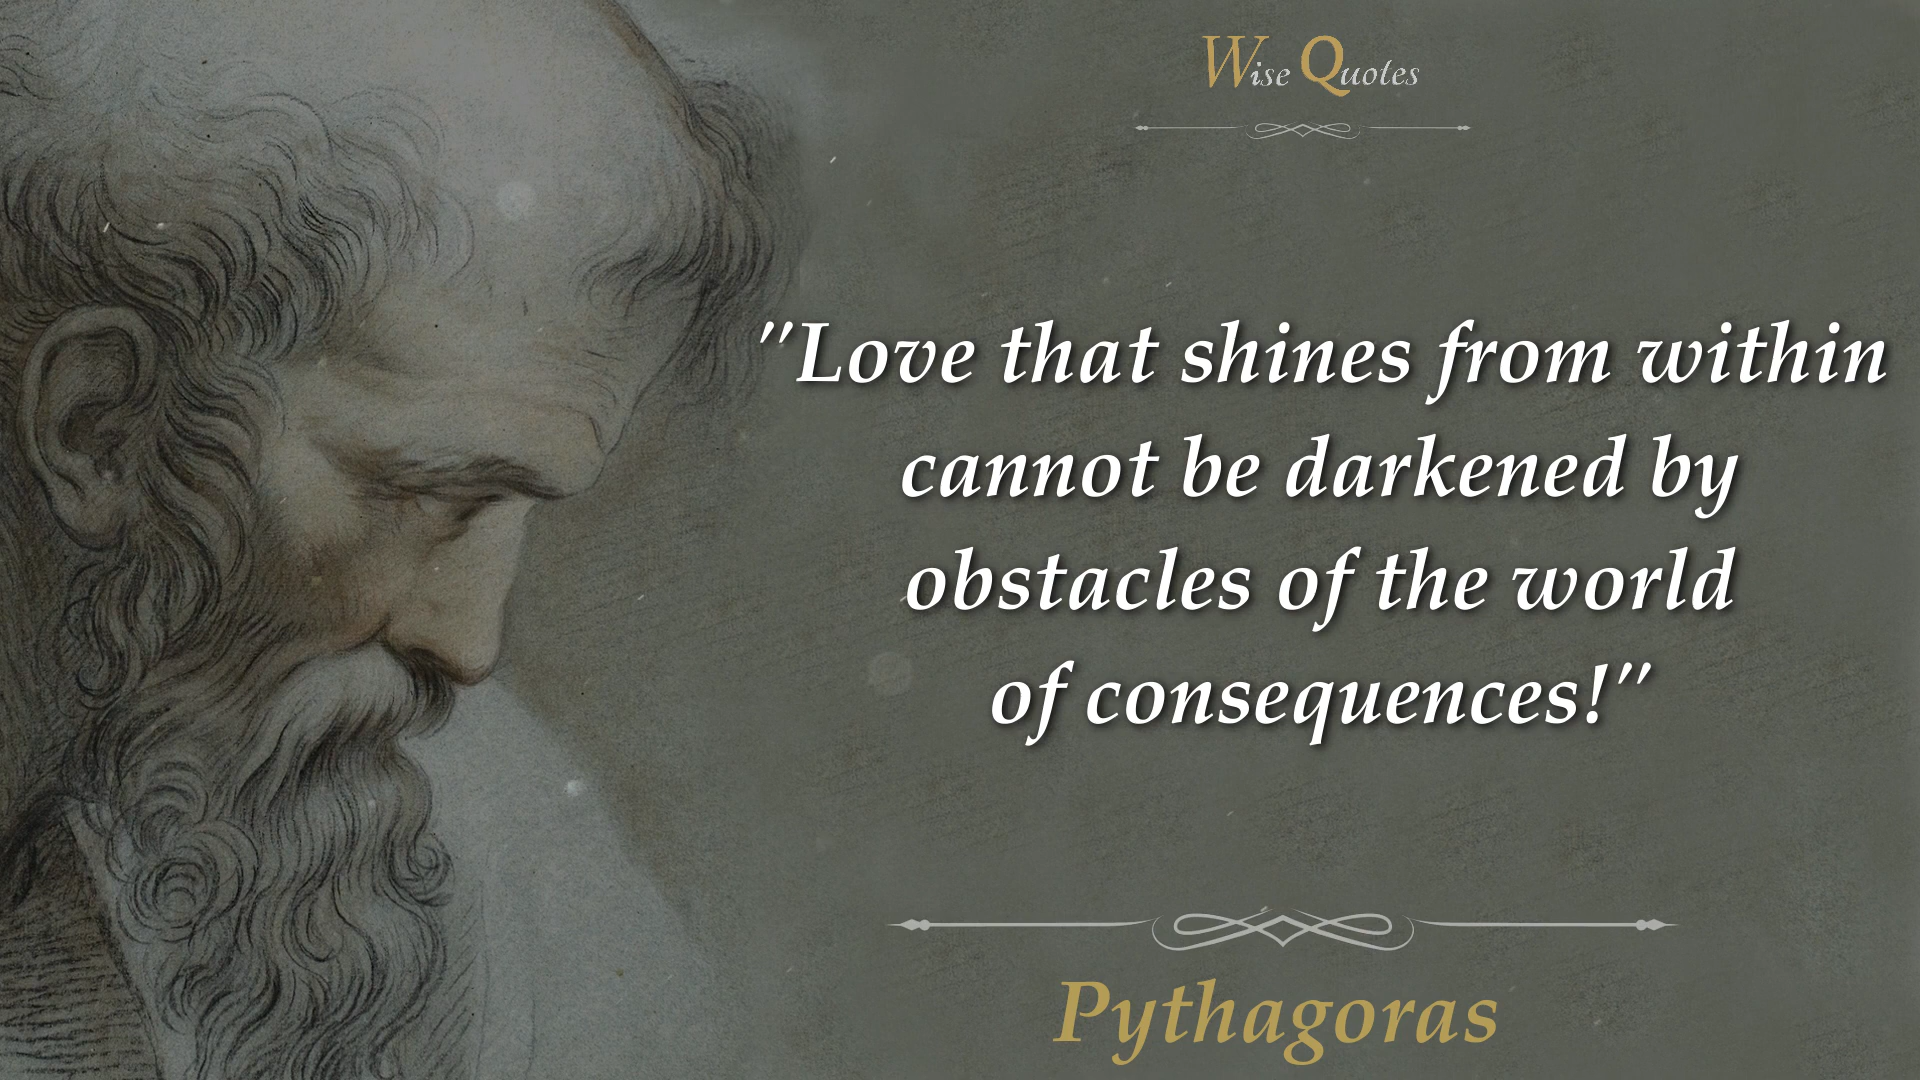 Wise Quotes
"Love that shines from within
cannot be darkened by
obstacles of the world
of consequences!"
Pythagoras